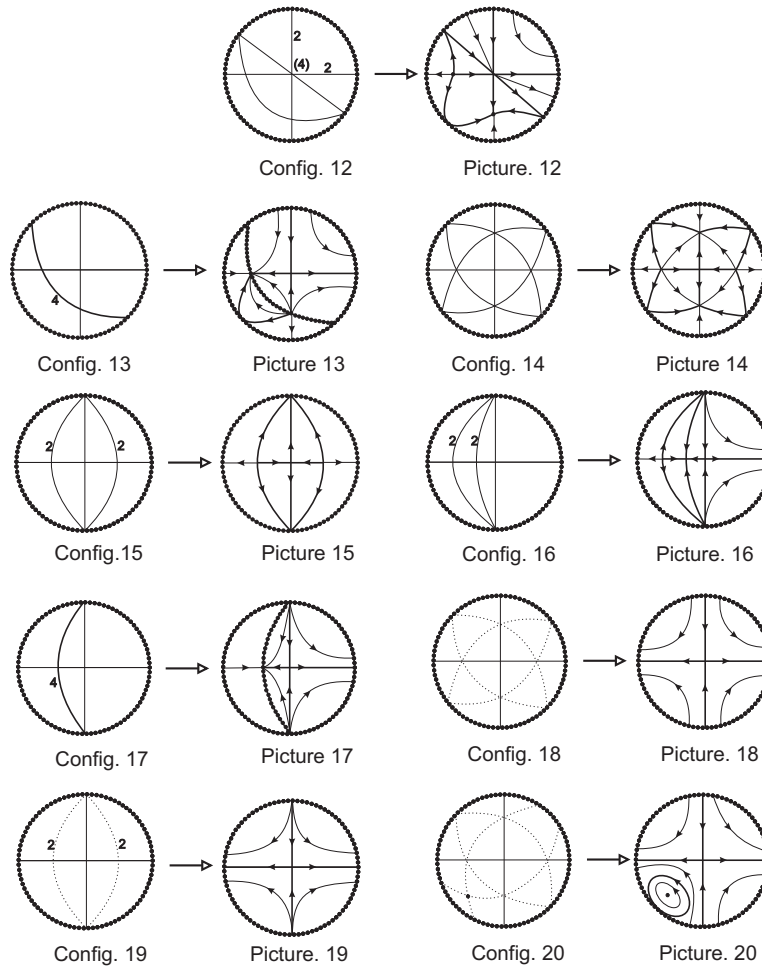 2
(4)
2
Config. 12
Picture. 12
4
Config. 13
Picture 13
Config. 14
Picture 14
2
2
Config.15
Picture 15
2 2
Config. 16
Picture. 16
4
Config. 17
Picture 17
Config. 18
Picture. 18
2
2
Config. 19
Picture. 19
Config. 20
Picture. 20